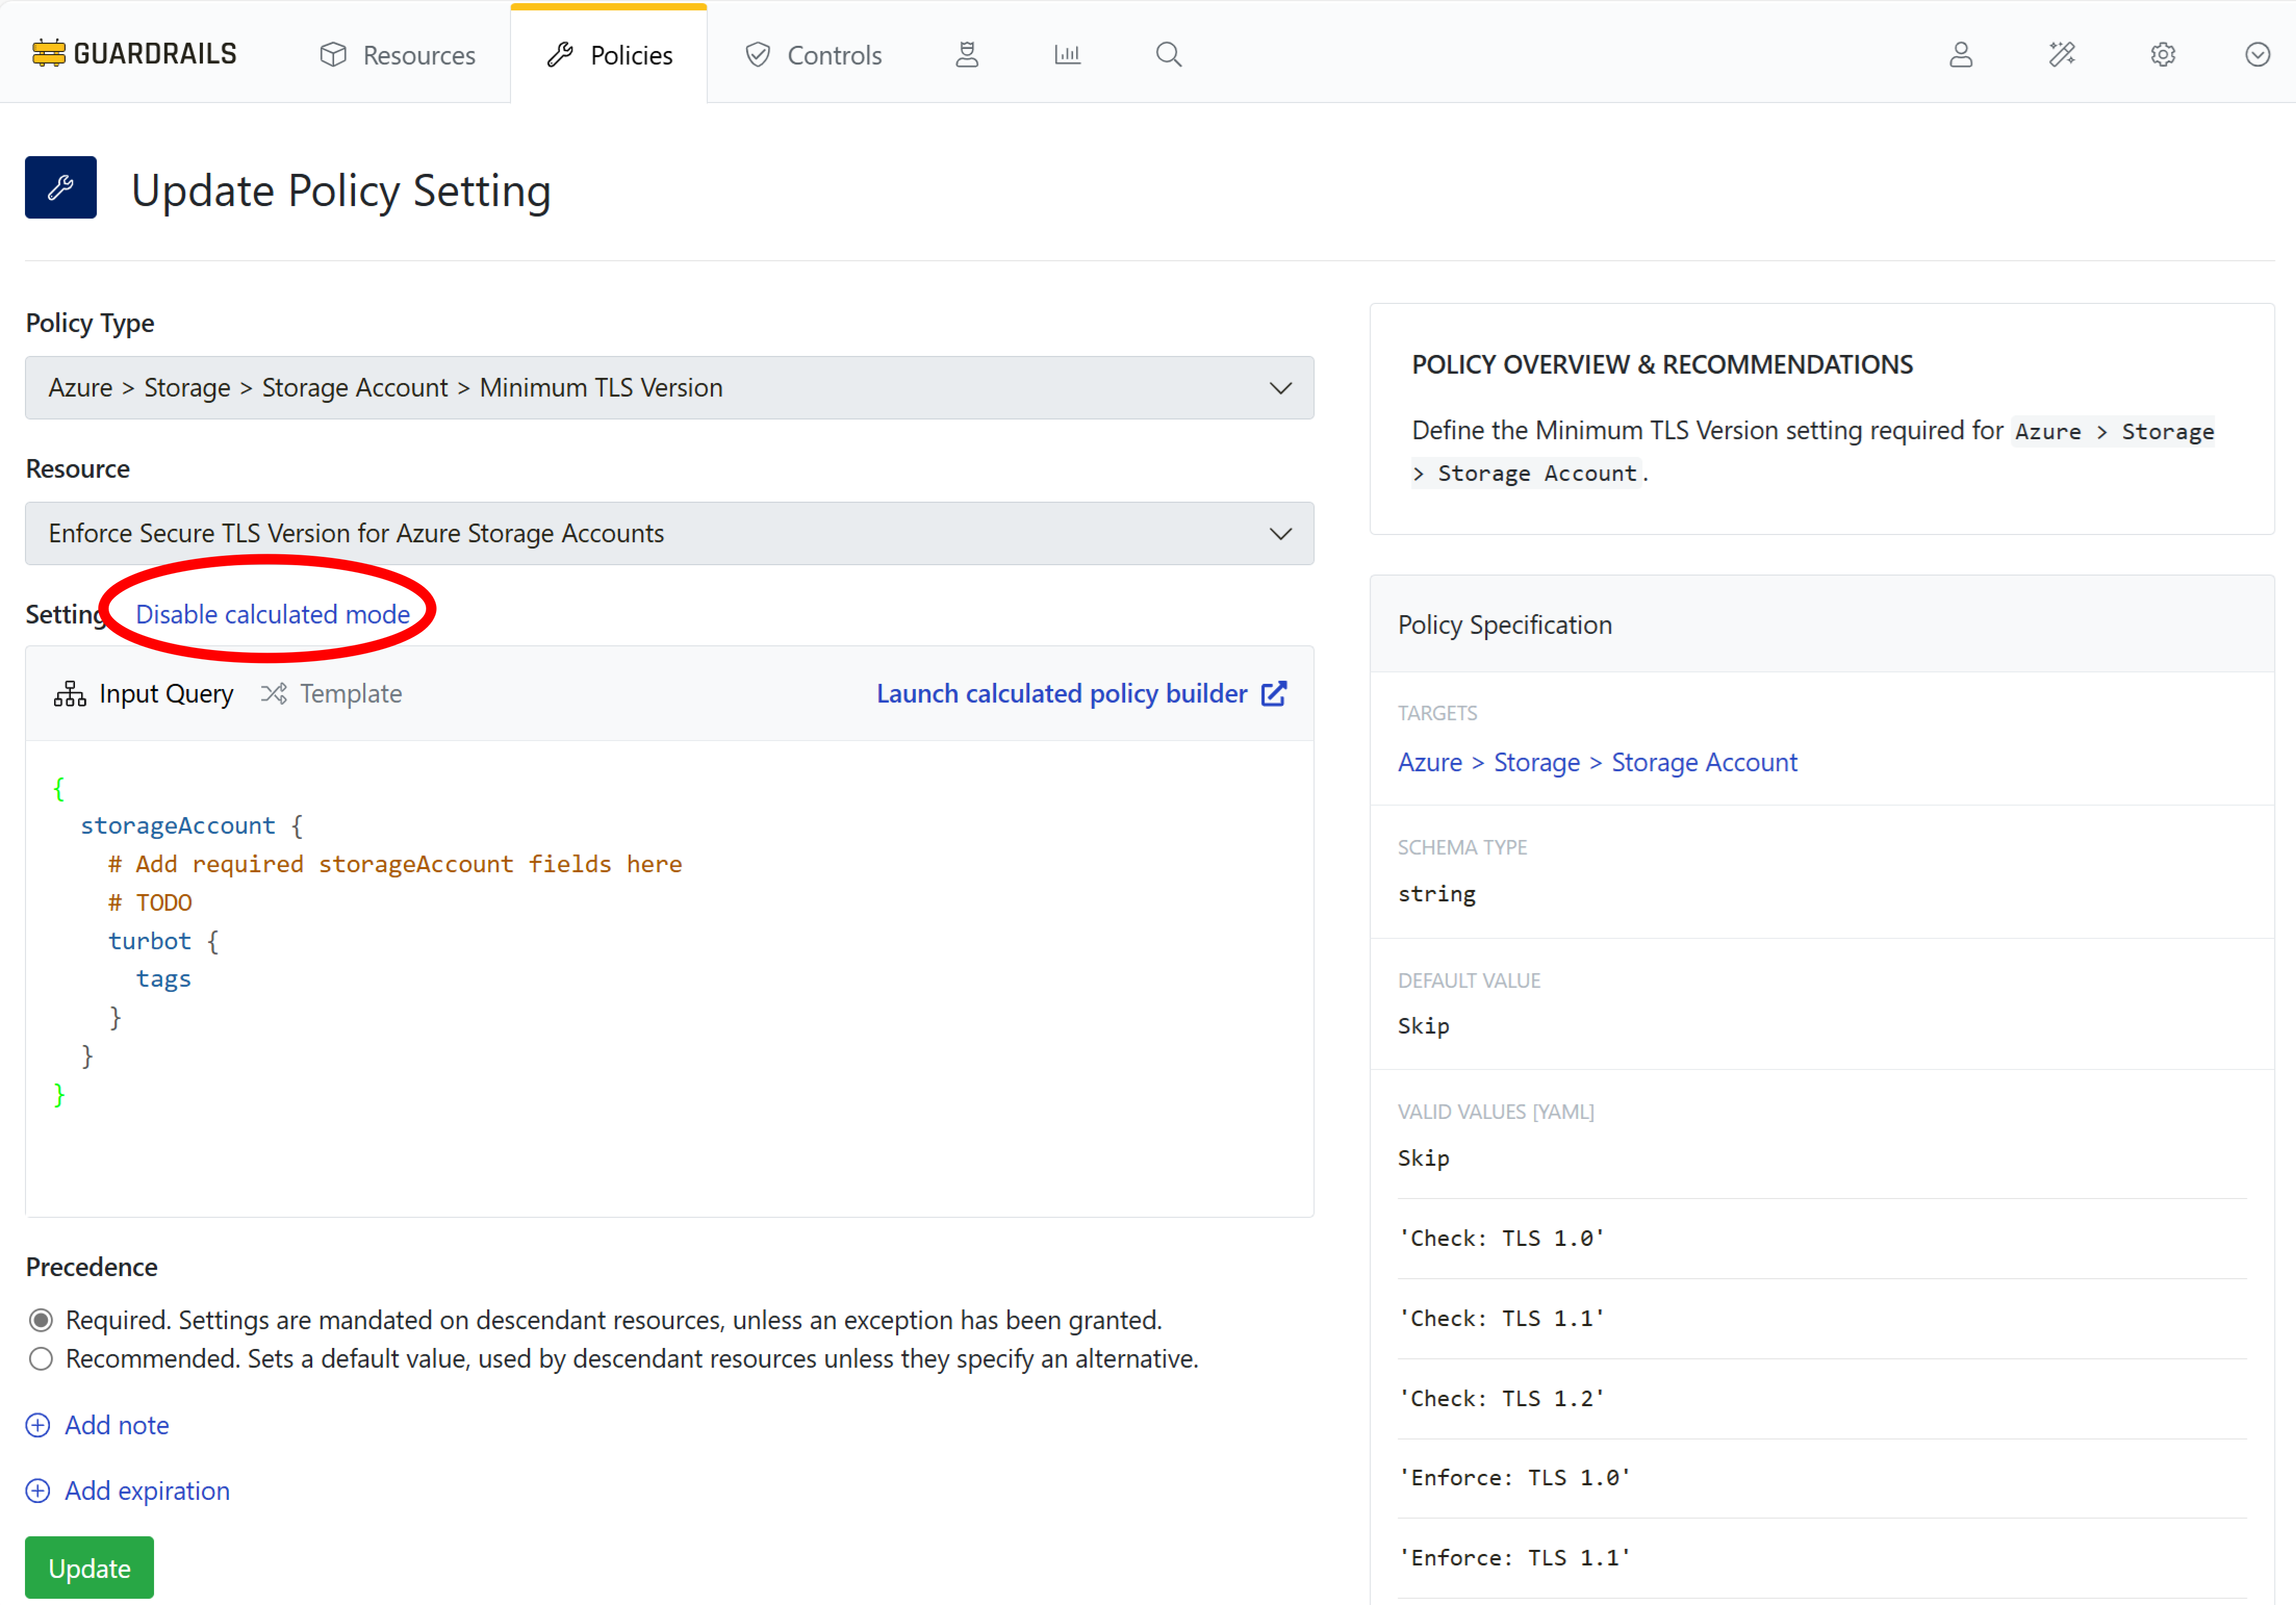 GUARDRAILS
Resources
Policies
Controls
Update Policy Setting
Policy Type
Azure > Storage > Storage Account > Minimum TLS Version
Resource
Enforce Secure TLS Version for Azure Storage Accounts
Setting Disable calculated mode
Input Query Template Launch calculated policy builder
{
storageAccount {
# Add required storageAccount fields here
# TODO
turbot {
tags
}
}
}
Precedence
Required. Settings are mandated on descendant resources, unless an exception has been granted.
Recommended. Sets a default value, used by descendant resources unless they specify an alternative.
Add note
Add expiration
Update
POLICY OVERVIEW & RECOMMENDATIONS
Define the Minimum TLS Version setting required for Azure > Storage
> Storage Account.
Policy Specification
TARGETS
Azure > Storage > Storage Account
SCHEMA TYPE
string
DEFAULT VALUE
Skip
VALID VALUES [YAML]
Skip
'Check: TLS 1.0'
'Check: TLS 1.1'
'Check: TLS 1.2'
'Enforce: TLS 1.0'
'Enforce: TLS 1.1'